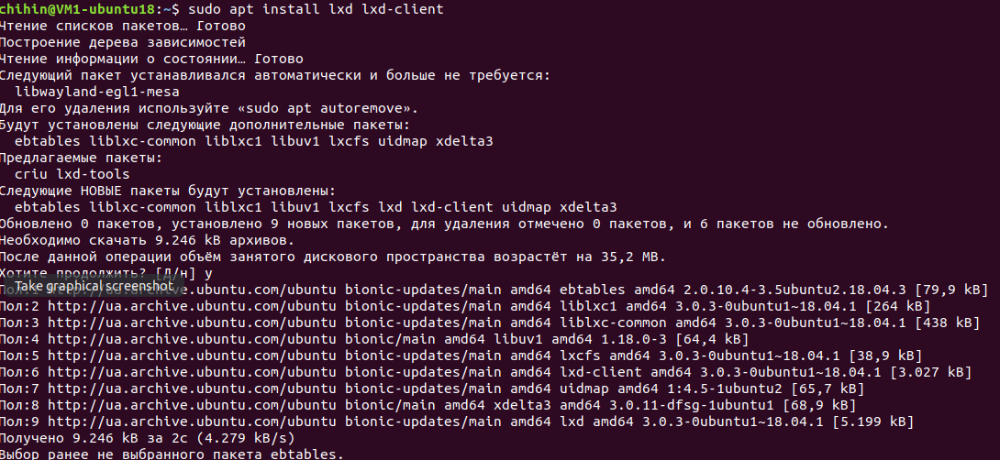 chihin@VM1-ubuntu18:~$ sudo apt install lxd lxd-client
Чтение списков пакетов… Готово
Построение дерева зависимостей
Чтение информации о состоянии… Готово
Следующий пакет устанавливался автоматически и больше не требуется:
  libwayland-egl1-mesa
Для его удаления используйте «sudo apt autoremove».
Будут установлены следующие дополнительные пакеты:
  ebtables liblxc-common liblxc1 libuv1 lxcfs uidmap xdelta3
Предлагаемые пакеты:
  criu lxd-tools
Следующие НОВЫЕ пакеты будут установлены:
  ebtables liblxc-common liblxc1 libuv1 lxcfs lxd lxd-client uidmap xdelta3
Обновлено 0 пакетов, установлено 9 новых пакетов, для удаления отмечено 0 пакетов, и 6 пакетов не обновлено.
Необходимо скачать 9.246 kB архивов.
После данной операции объём занятого дискового пространства возрастёт на 35,2 MB.
Хотите продолжить? [Д/н] y
Take graphical screenshot
Пол:1 http://ua.archive.ubuntu.com/ubuntu bionic-updates/main amd64 ebtables amd64 2.0.10.4-3.5ubuntu2.18.04.3 [79,9 kB]
Пол:2 http://ua.archive.ubuntu.com/ubuntu bionic-updates/main amd64 liblxc1 amd64 3.0.3-0ubuntu1~18.04.1 [264 kB]
Пол:3 http://ua.archive.ubuntu.com/ubuntu bionic-updates/main amd64 liblxc-common amd64 3.0.3-0ubuntu1~18.04.1 [438 kB]
Пол:4 http://ua.archive.ubuntu.com/ubuntu bionic/main amd64 libuv1 amd64 1.18.0-3 [64,4 kB]
Пол:5 http://ua.archive.ubuntu.com/ubuntu bionic-updates/main amd64 lxcfs amd64 3.0.3-0ubuntu1~18.04.1 [38,9 kB]
Пол:6 http://ua.archive.ubuntu.com/ubuntu bionic-updates/main amd64 lxd-client amd64 3.0.3-0ubuntu1~18.04.1 [3.027 kB]
Пол:7 http://ua.archive.ubuntu.com/ubuntu bionic-updates/main amd64 uidmap amd64 1:4.5-1ubuntu2 [65,7 kB]
Пол:8 http://ua.archive.ubuntu.com/ubuntu bionic/main amd64 xdelta3 amd64 3.0.11-dfsg-1ubuntu1 [68,9 kB]
Пол:9 http://ua.archive.ubuntu.com/ubuntu bionic-updates/main amd64 lxd amd64 3.0.3-0ubuntu1~18.04.1 [5.199 kB]
Получено 9.246 kB за 2с (4.279 kB/s)
Выбор ранее не выбранного пакета ebtables.